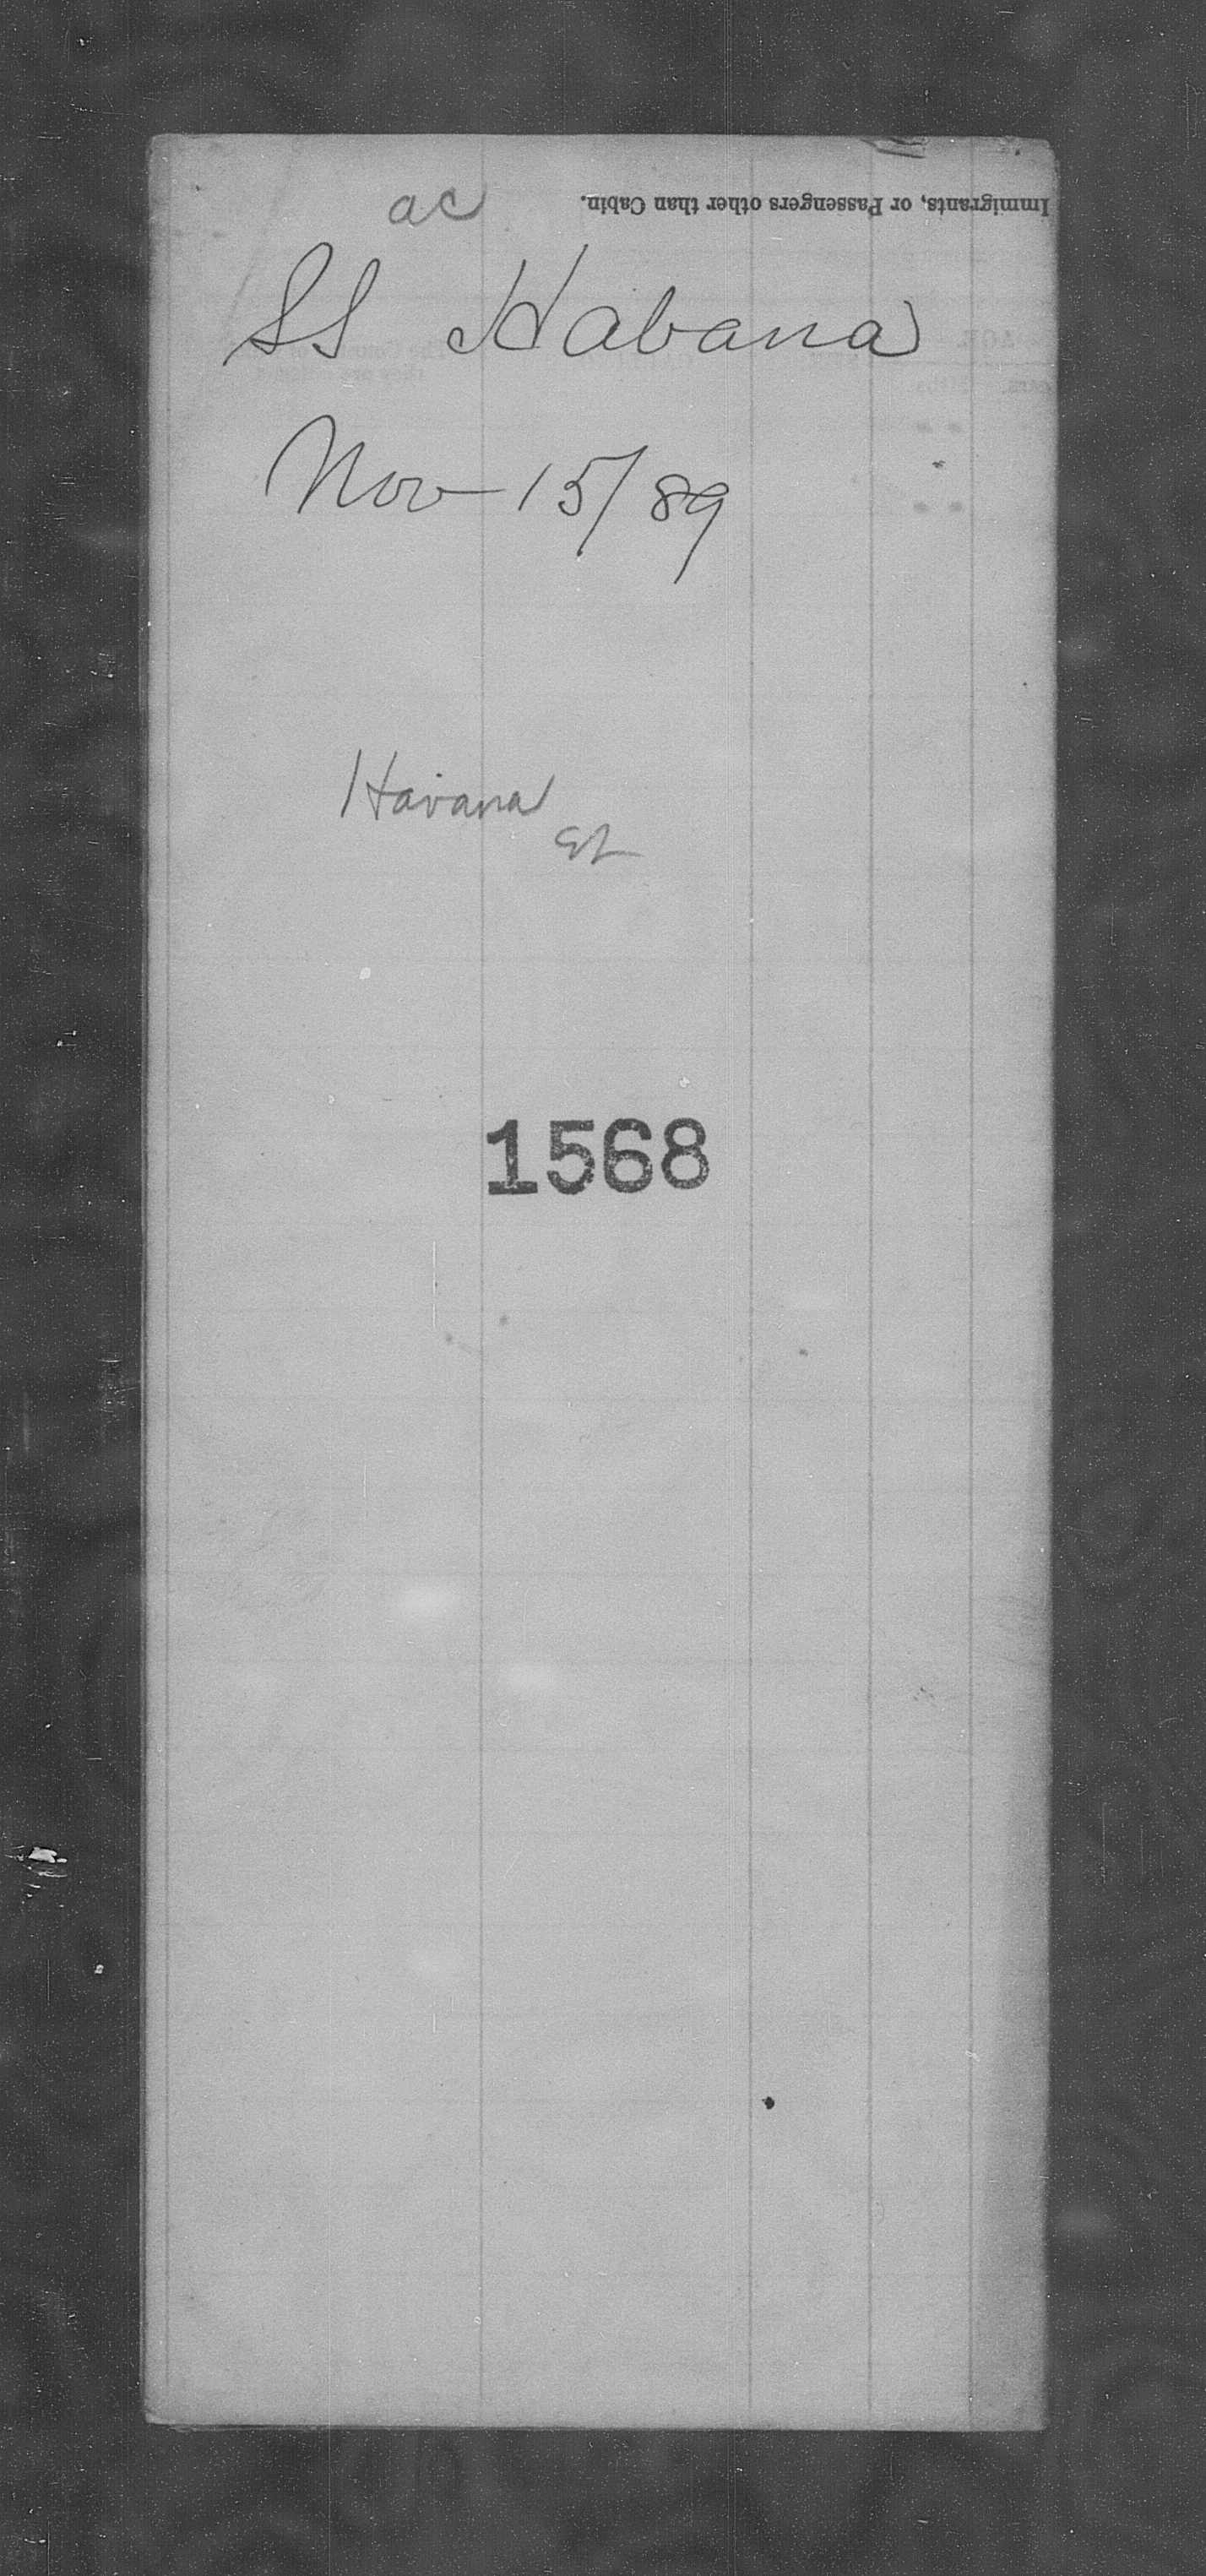 ac
Immigrants, or Passengers other than Cabin.
SS Habana
Nov 15/89
Havana
1568